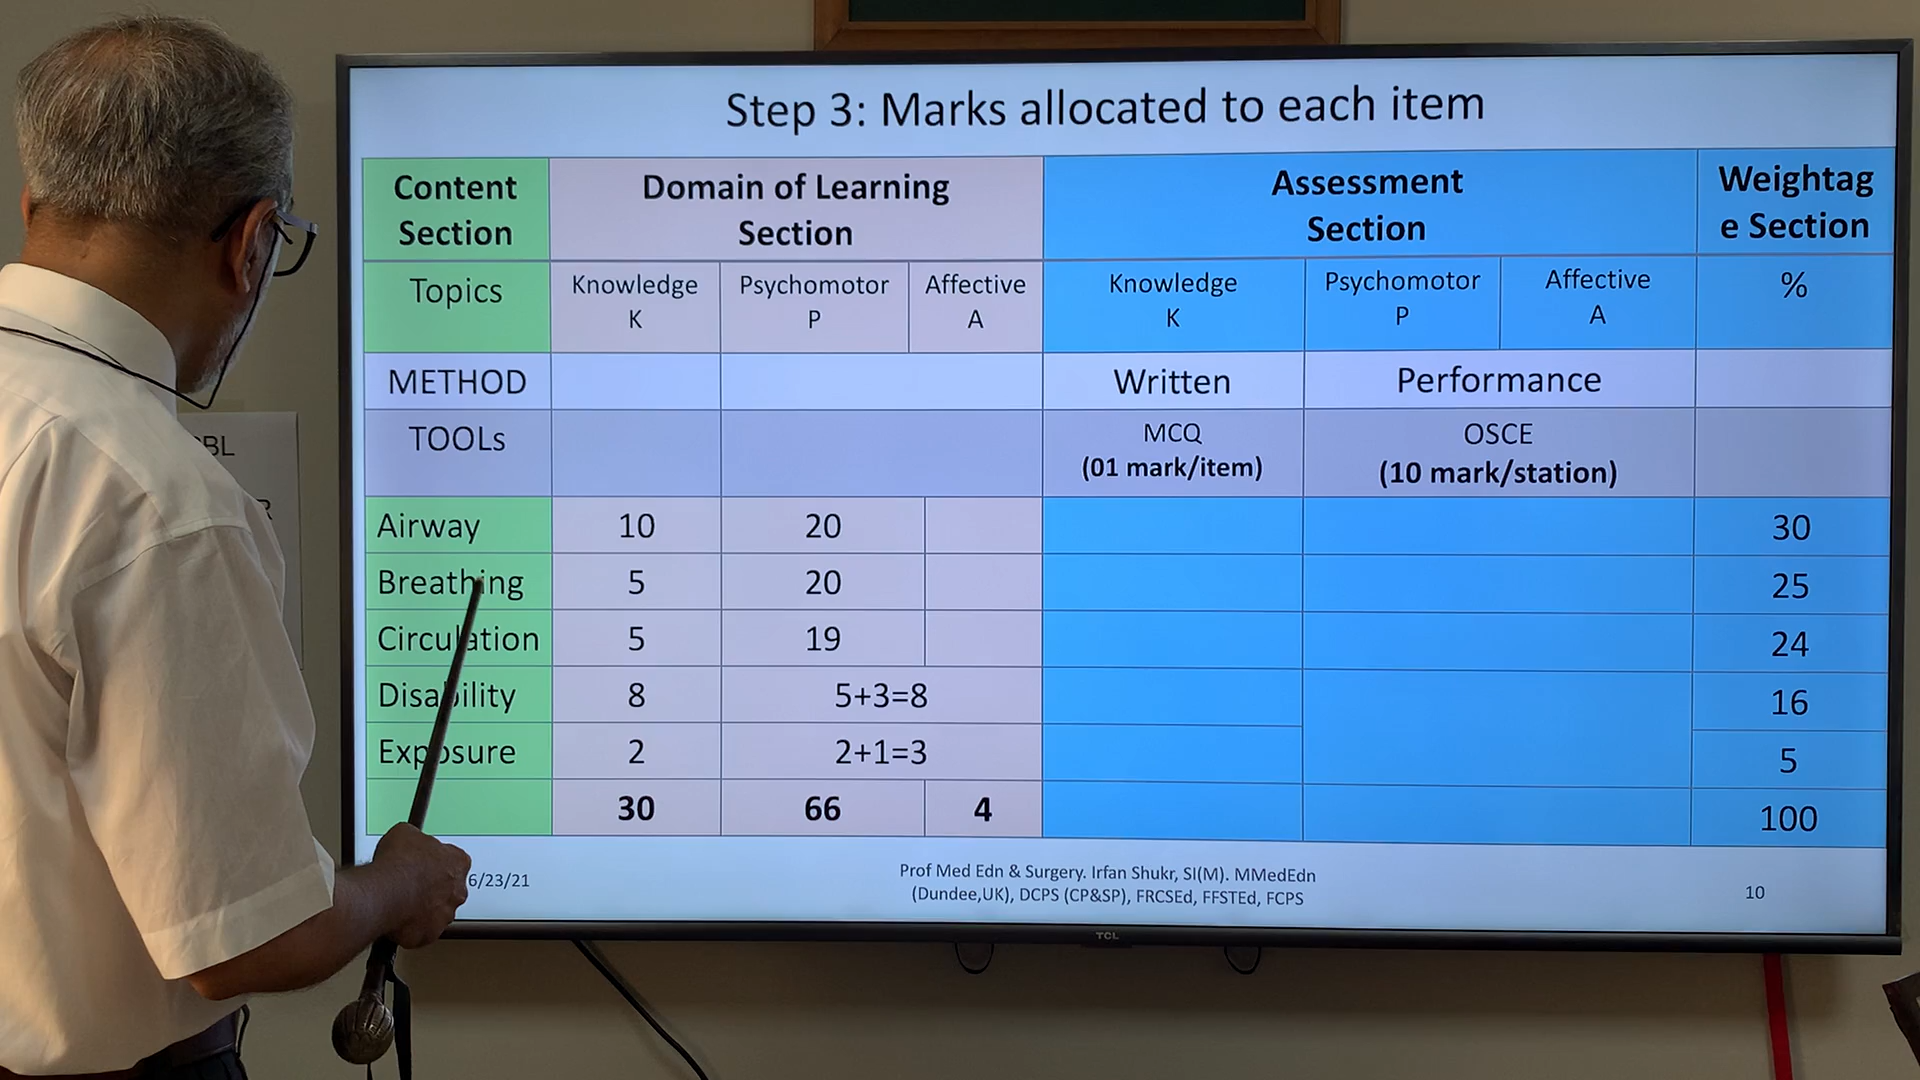 Step 3: Marks allocated to each item
Content Section
Domain of Learning Section
Assessment Section
Weightag e Section
Topics
Knowledge K
Psychomotor P
Affective A
Knowledge K
Psychomotor P
Affective A
%
METHOD
Written
Performance
TOOLs
MCQ (01 mark/item)
OSCE (10 mark/station)
Airway 10 20 30
Breathing 5 20 25
Circulation 5 19 24
Disability 8 5+3=8 16
Exposure 2 2+1=3 5
30 66 4 100
6/23/21
Prof Med Edn & Surgery. Irfan Shukr, SI(M). MMedEdn
(Dundee,UK), DCPS (CP&SP), FRCSEd, FFSTEd, FCPS
10
TCL